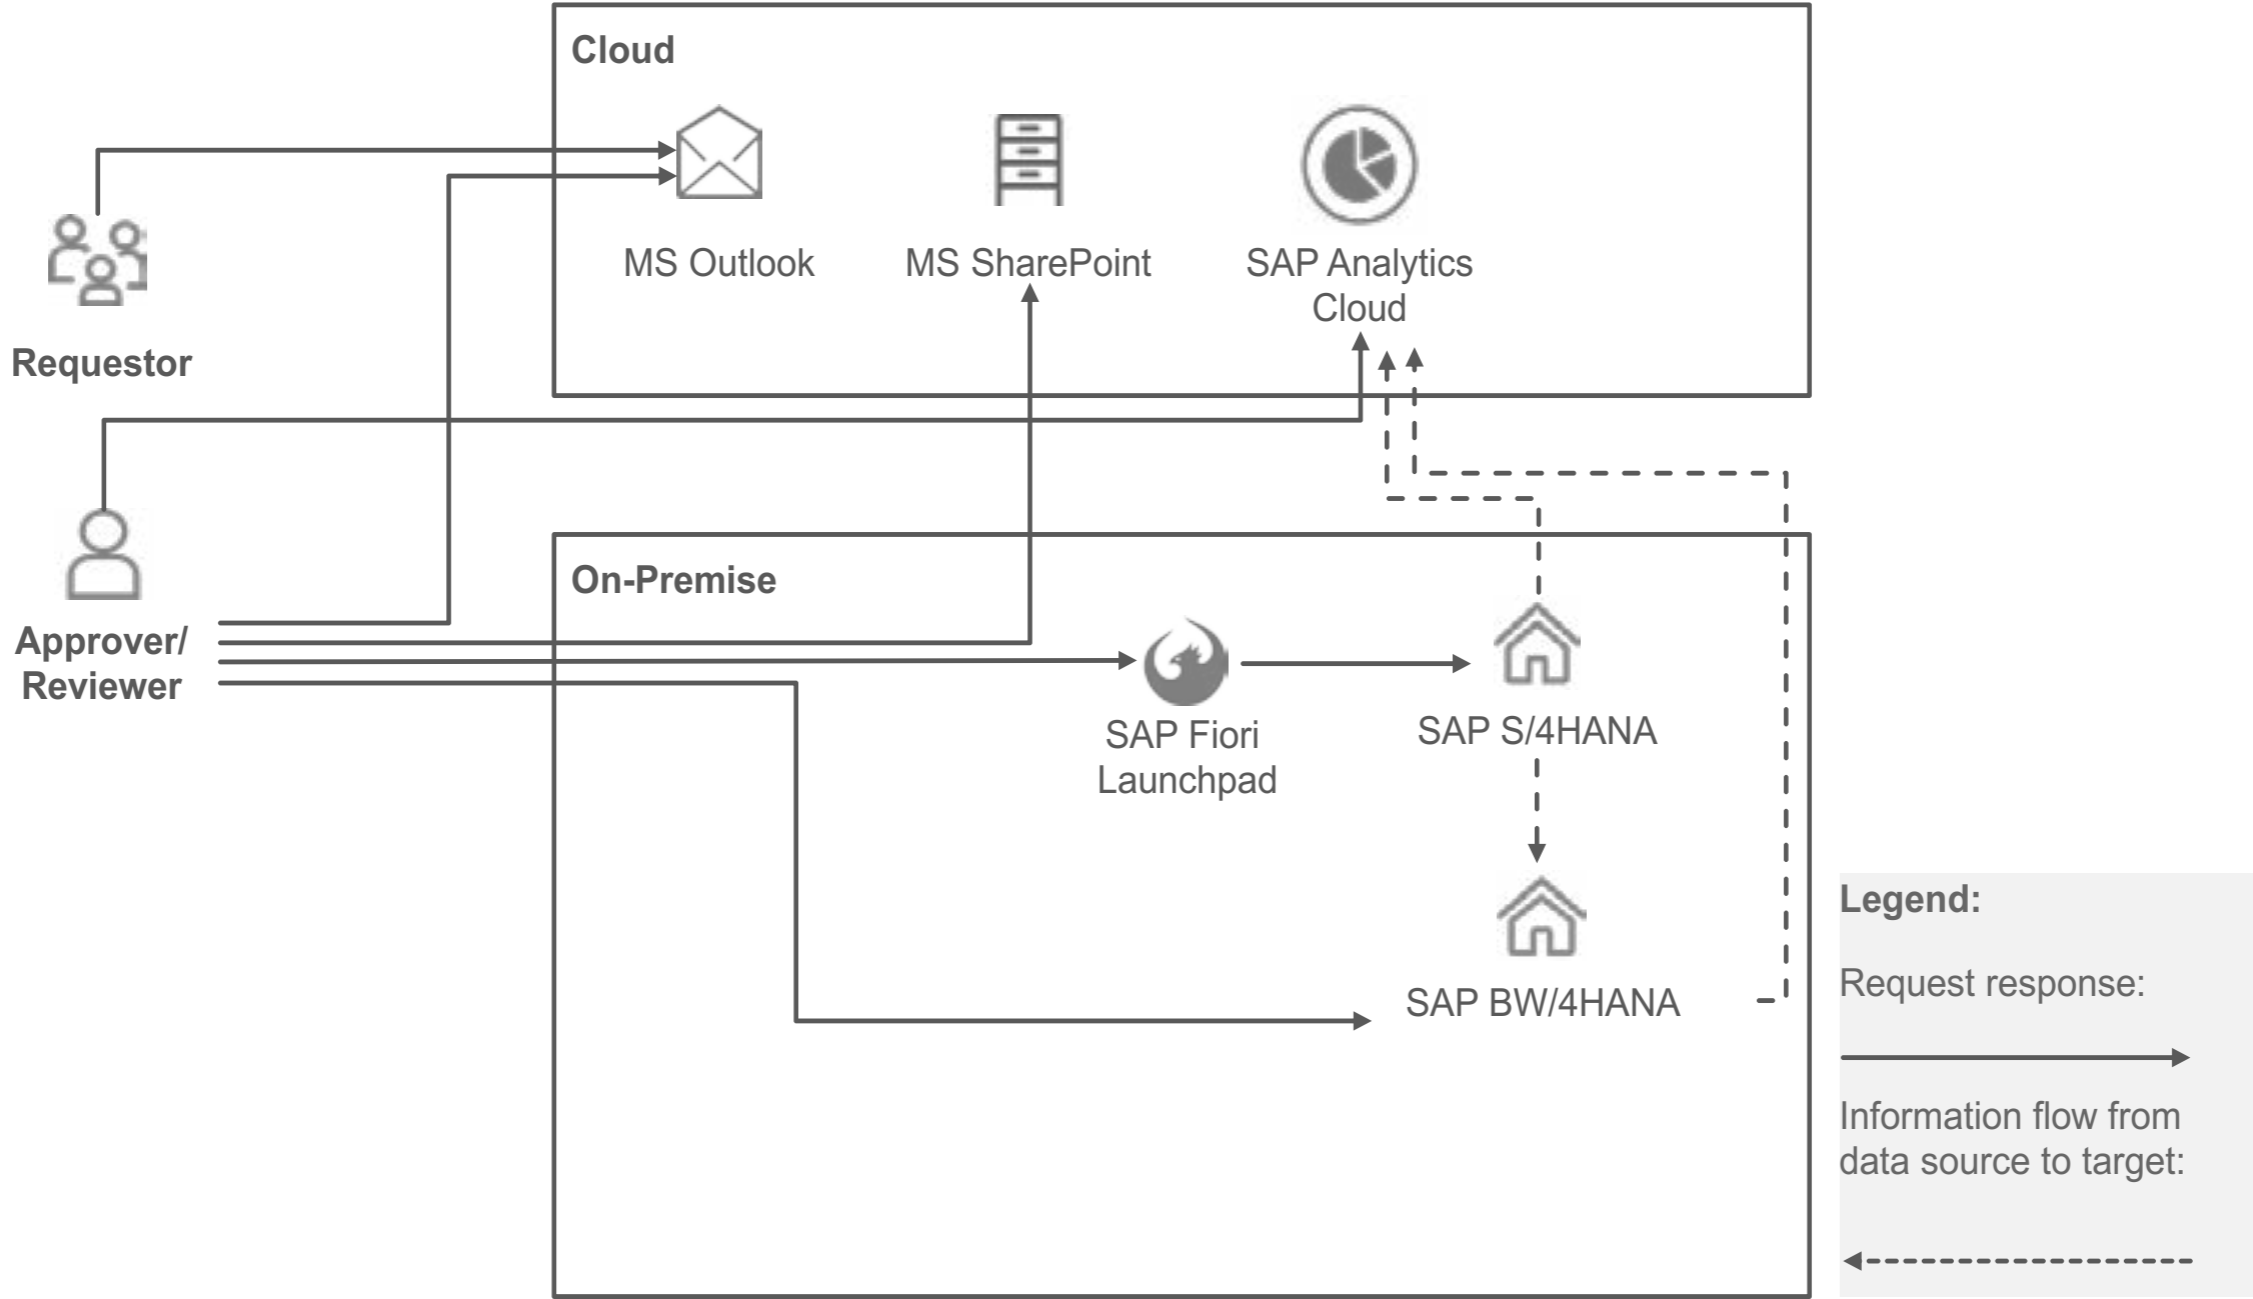 Cloud
MS Outlook
MS SharePoint
SAP Analytics
Cloud
Requestor
Approver/
Reviewer
On-Premise
SAP Fiori
Launchpad
SAP S/4HANA
SAP BW/4HANA
Legend:
Request response:
Information flow from
data source to target: